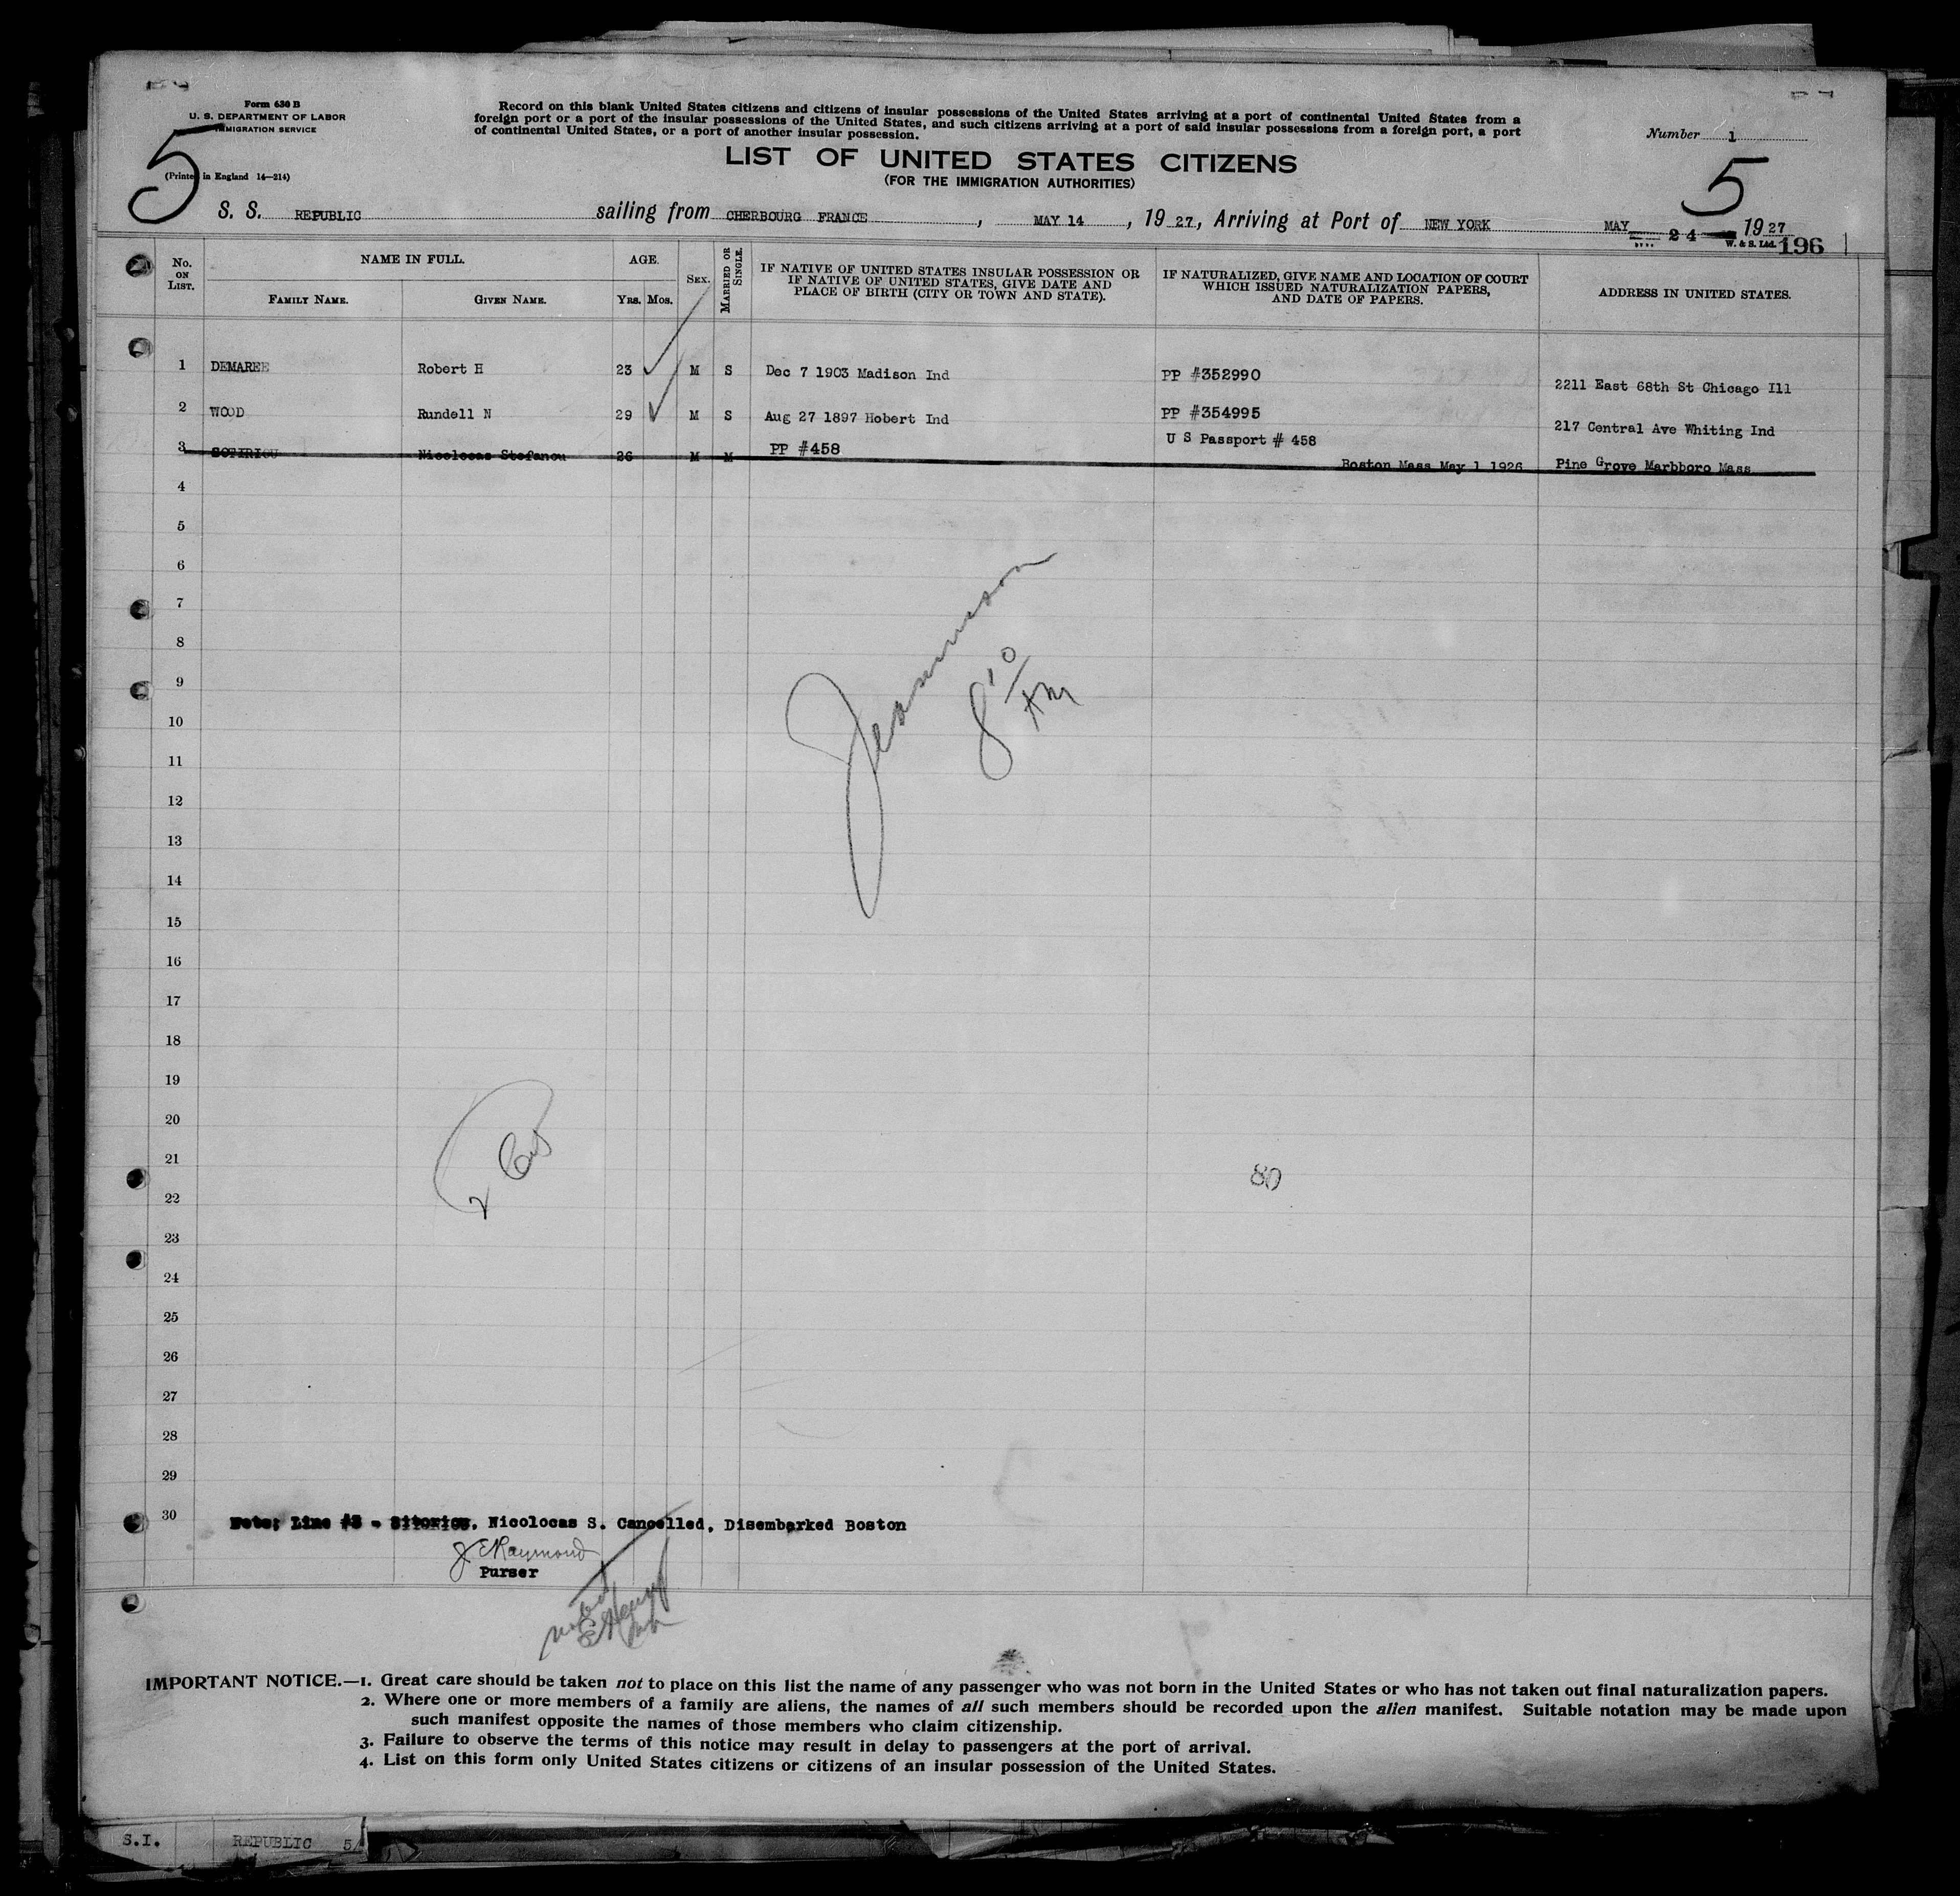 Form 630 B
U. S. DEPARTMENT OF LABOR
IMMIGRATION SERVICE
5
(Printed in England 14—214)
Record on this blank United States citizens and citizens of insular possessions of the United States arriving at a port of continental United States from a
foreign port or a port of the insular possessions of the United States, and such citizens arriving at a port of said insular possessions from a foreign port, a port
of continental United States, or a port of another insular possession.
Number 1
LIST OF UNITED STATES CITIZENS
(FOR THE IMMIGRATION AUTHORITIES)
5
S. S. REPUBLIC sailing from CHERBOURG FRANCE, MAY 14, 19 27, Arriving at Port of NEW YORK MAY 24 19 27
W. & S. Ltd. 196
No. ON LIST. NAME IN FULL. AGE. SEX. MARRIED OR SINGLE. IF NATIVE OF UNITED STATES INSULAR POSSESSION OR IF NATIVE OF UNITED STATES, GIVE DATE AND PLACE OF BIRTH (CITY OR TOWN AND STATE). IF NATURALIZED, GIVE NAME AND LOCATION OF COURT WHICH ISSUED NATURALIZATION PAPERS, AND DATE OF PAPERS. ADDRESS IN UNITED STATES.
FAMILY NAME. GIVEN NAME. YRS. MOS.
1 DEMAREE Robert H 23 M S Dec 7 1903 Madison Ind PP #352990 2211 East 68th St Chicago Ill
2 WOOD Rundell N 29 M S Aug 27 1897 Hobert Ind PP #354995 217 Central Ave Whiting Ind
3 SOTIRIOU Nicolocas Stefanou 26 M M PP #458 U S Passport # 458
Boston Mass May 1 1926 Pine Grove Marbboro Mass
4
5
6
7
8
9
10
11
12
13
14
15
16
17
18
19
20
21
22
23
24
25
26
27
28
29
30
8 10/AM
2
80
Note; Line #3 - Sitoriou, Nicolocas S. Cancelled, Disembarked Boston
J E Raymond
Purser
noted
IMPORTANT NOTICE.—1. Great care should be taken not to place on this list the name of any passenger who was not born in the United States or who has not taken out final naturalization papers.
2. Where one or more members of a family are aliens, the names of all such members should be recorded upon the alien manifest. Suitable notation may be made upon
such manifest opposite the names of those members who claim citizenship.
3. Failure to observe the terms of this notice may result in delay to passengers at the port of arrival.
4. List on this form only United States citizens or citizens of an insular possession of the United States.
S.I. REPUBLIC 5/